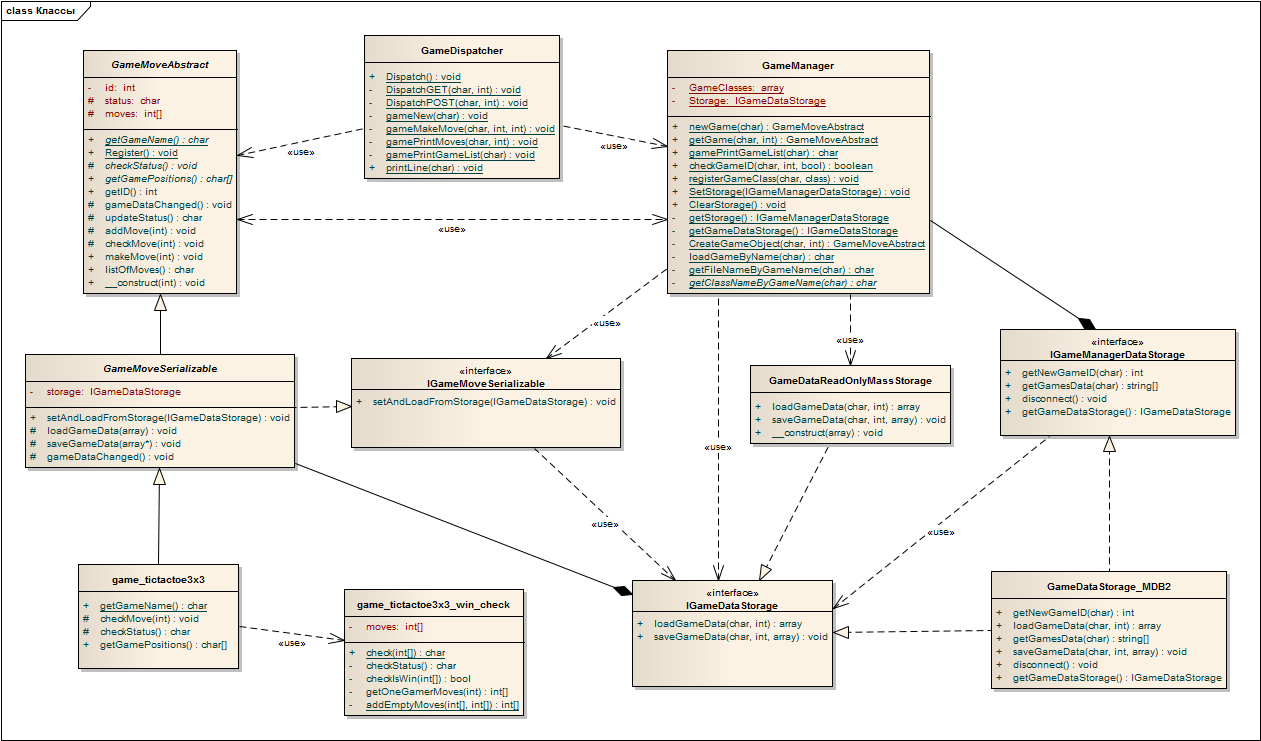 class Классы
GameMoveAbstract
- id: int
# status: char
# moves: int[]
+ getGameName() : char
+ Register() : void
# checkStatus() : void
+ getGamePositions() : char[]
+ getID() : int
# gameDataChanged() : void
# updateStatus() : char
# addMove(int) : void
# checkMove(int) : void
+ makeMove(int) : void
+ listOfMoves() : char
+ __construct(int) : void
GameDispatcher
+ Dispatch() : void
- DispatchGET(char, int) : void
- DispatchPOST(char, int) : void
- gameNew(char) : void
- gameMakeMove(char, int, int) : void
- gamePrintMoves(char, int) : void
- gamePrintGameList(char) : void
+ printLine(char) : void
GameManager
- GameClasses: array
- Storage: IGameDataStorage
+ newGame(char) : GameMoveAbstract
+ getGame(char, int) : GameMoveAbstract
+ gamePrintGameList(char) : char
+ checkGameID(char, int, bool) : boolean
+ registerGameClass(char, class) : void
+ SetStorage(IGameManagerDataStorage) : void
+ ClearStorage() : void
- getStorage() : IGameManagerDataStorage
- getGameDataStorage() : IGameDataStorage
- CreateGameObject(char, int) : GameMoveAbstract
- loadGameByName(char) : char
- getFileNameByGameName(char) : char
- getClassNameByGameName(char) : char
«use»
«use»
«use»
«use»
«use»
«use»
GameMoveSerializable
- storage: IGameDataStorage
+ setAndLoadFromStorage(IGameDataStorage) : void
# loadGameData(array) : void
# saveGameData(array*) : void
# gameDataChanged() : void
«interface»
IGameMoveSerializable
+ setAndLoadFromStorage(IGameDataStorage) : void
GameDataReadOnlyMassStorage
+ loadGameData(char, int) : array
+ saveGameData(char, int, array) : void
+ __construct(array) : void
«interface»
IGameManagerDataStorage
+ getNewGameID(char) : int
+ getGamesData(char) : string[]
+ disconnect() : void
+ getGameDataStorage() : IGameDataStorage
«use»
«use»
game_tictactoe3x3
+ getGameName() : char
# checkMove(int) : void
# checkStatus() : char
+ getGamePositions() : char[]
«use»
game_tictactoe3x3_win_check
- moves: int[]
+ check(int[]) : char
- checkStatus() : char
- checkIsWin(int[]) : bool
- getOneGamerMoves(int) : int[]
- addEmptyMoves(int[], int[]) : int[]
«interface»
IGameDataStorage
+ loadGameData(char, int) : array
+ saveGameData(char, int, array) : void
GameDataStorage_MDB2
+ getNewGameID(char) : int
+ loadGameData(char, int) : array
+ getGamesData(char) : string[]
+ saveGameData(char, int, array) : void
+ disconnect() : void
+ getGameDataStorage() : IGameDataStorage